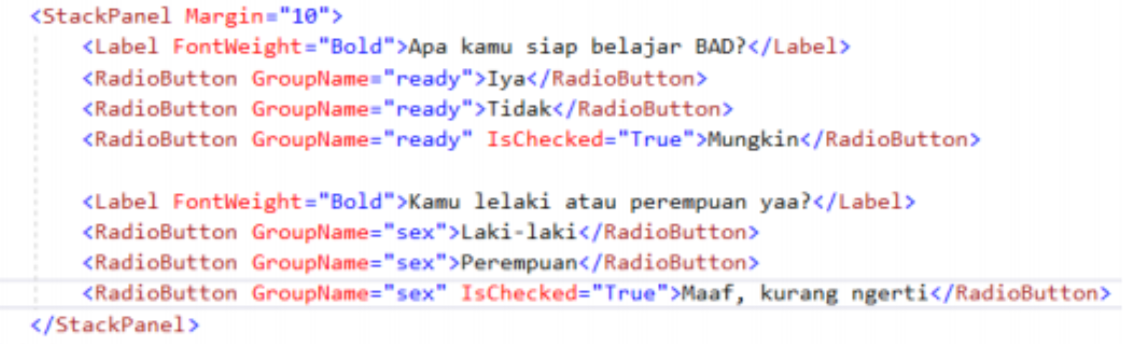 <StackPanel Margin="10">
<Label FontWeight="Bold">Apa kamu siap belajar BAD?</Label>
<RadioButton GroupName="ready">Iya</RadioButton>
<RadioButton GroupName="ready">Tidak</RadioButton>
<RadioButton GroupName="ready" IsChecked="True">Mungkin</RadioButton>
<Label FontWeight="Bold">Kamu lelaki atau perempuan yaa?</Label>
<RadioButton GroupName="sex">Laki-laki</RadioButton>
<RadioButton GroupName="sex">Perempuan</RadioButton>
<RadioButton GroupName="sex" IsChecked="True">Maaf, kurang ngerti</RadioButton>
</StackPanel>